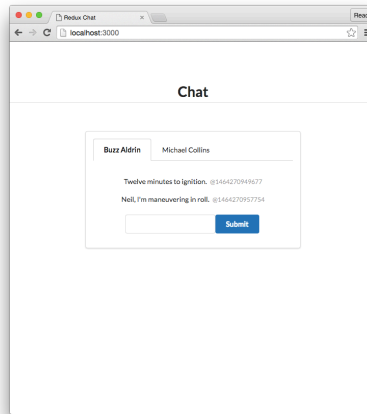 Redux Chat
Read
localhost:3000
Chat
Buzz Aldrin Michael Collins
Twelve minutes to ignition. @1464270949677
Neil, I'm maneuvering in roll. @1464270957754
Submit